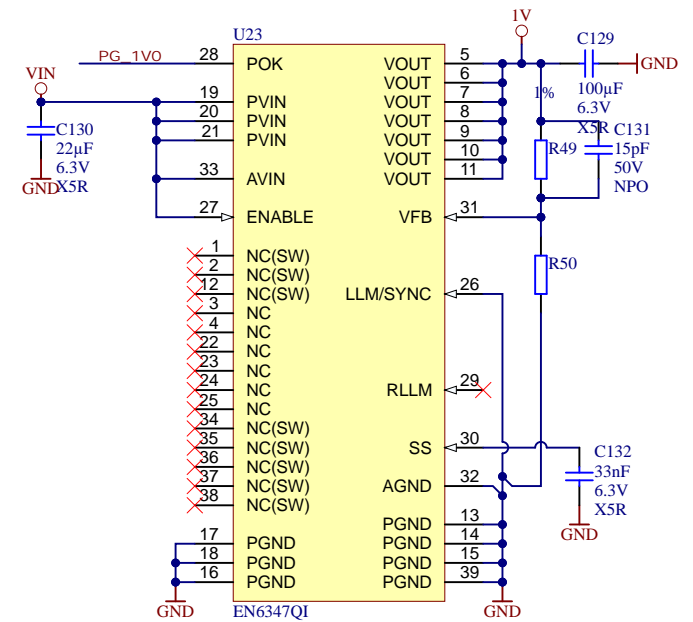 U23
1V
C129
100µF
6.3V
X5R
GND
PG_1V0
VIN
C130
22µF
6.3V
X5R
GND
28 POK VOUT 5
VOUT 6
19 PVIN VOUT 7
20 PVIN VOUT 8
21 PVIN VOUT 9
VOUT 10
33 AVIN VOUT 11
27 ENABLE VFB 31
1 NC(SW)
2 NC(SW)
12 NC(SW) LLM/SYNC 26
3 NC
4 NC
22 NC
23 NC
24 NC RLLM 29
25 NC
34 NC(SW)
35 NC(SW) SS 30
36 NC(SW)
37 NC(SW) AGND 32
38 NC(SW)
PGND 13
17 PGND PGND 14
18 PGND PGND 15
16 PGND PGND 39
1%
R49
C131
15pF
50V
NPO
R50
C132
33nF
6.3V
X5R
GND
GND
EN6347QI
GND